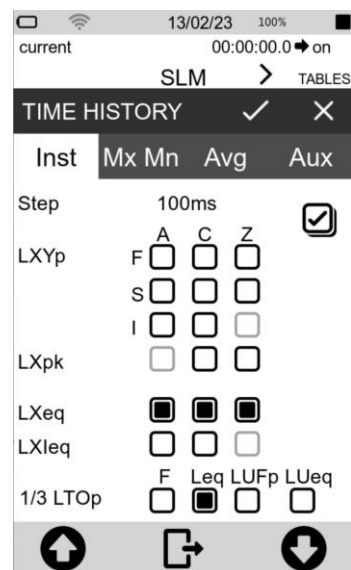 13/02/23 100%
current 00:00:00.0 on
SLM > TABLES
TIME HISTORY
Inst Mx Mn Avg Aux
Step 100ms
A C Z
LXYp F
S
I
LXpk
LXeq
LXIeq
F Leq LUFp LUeq
1/3 LTOp